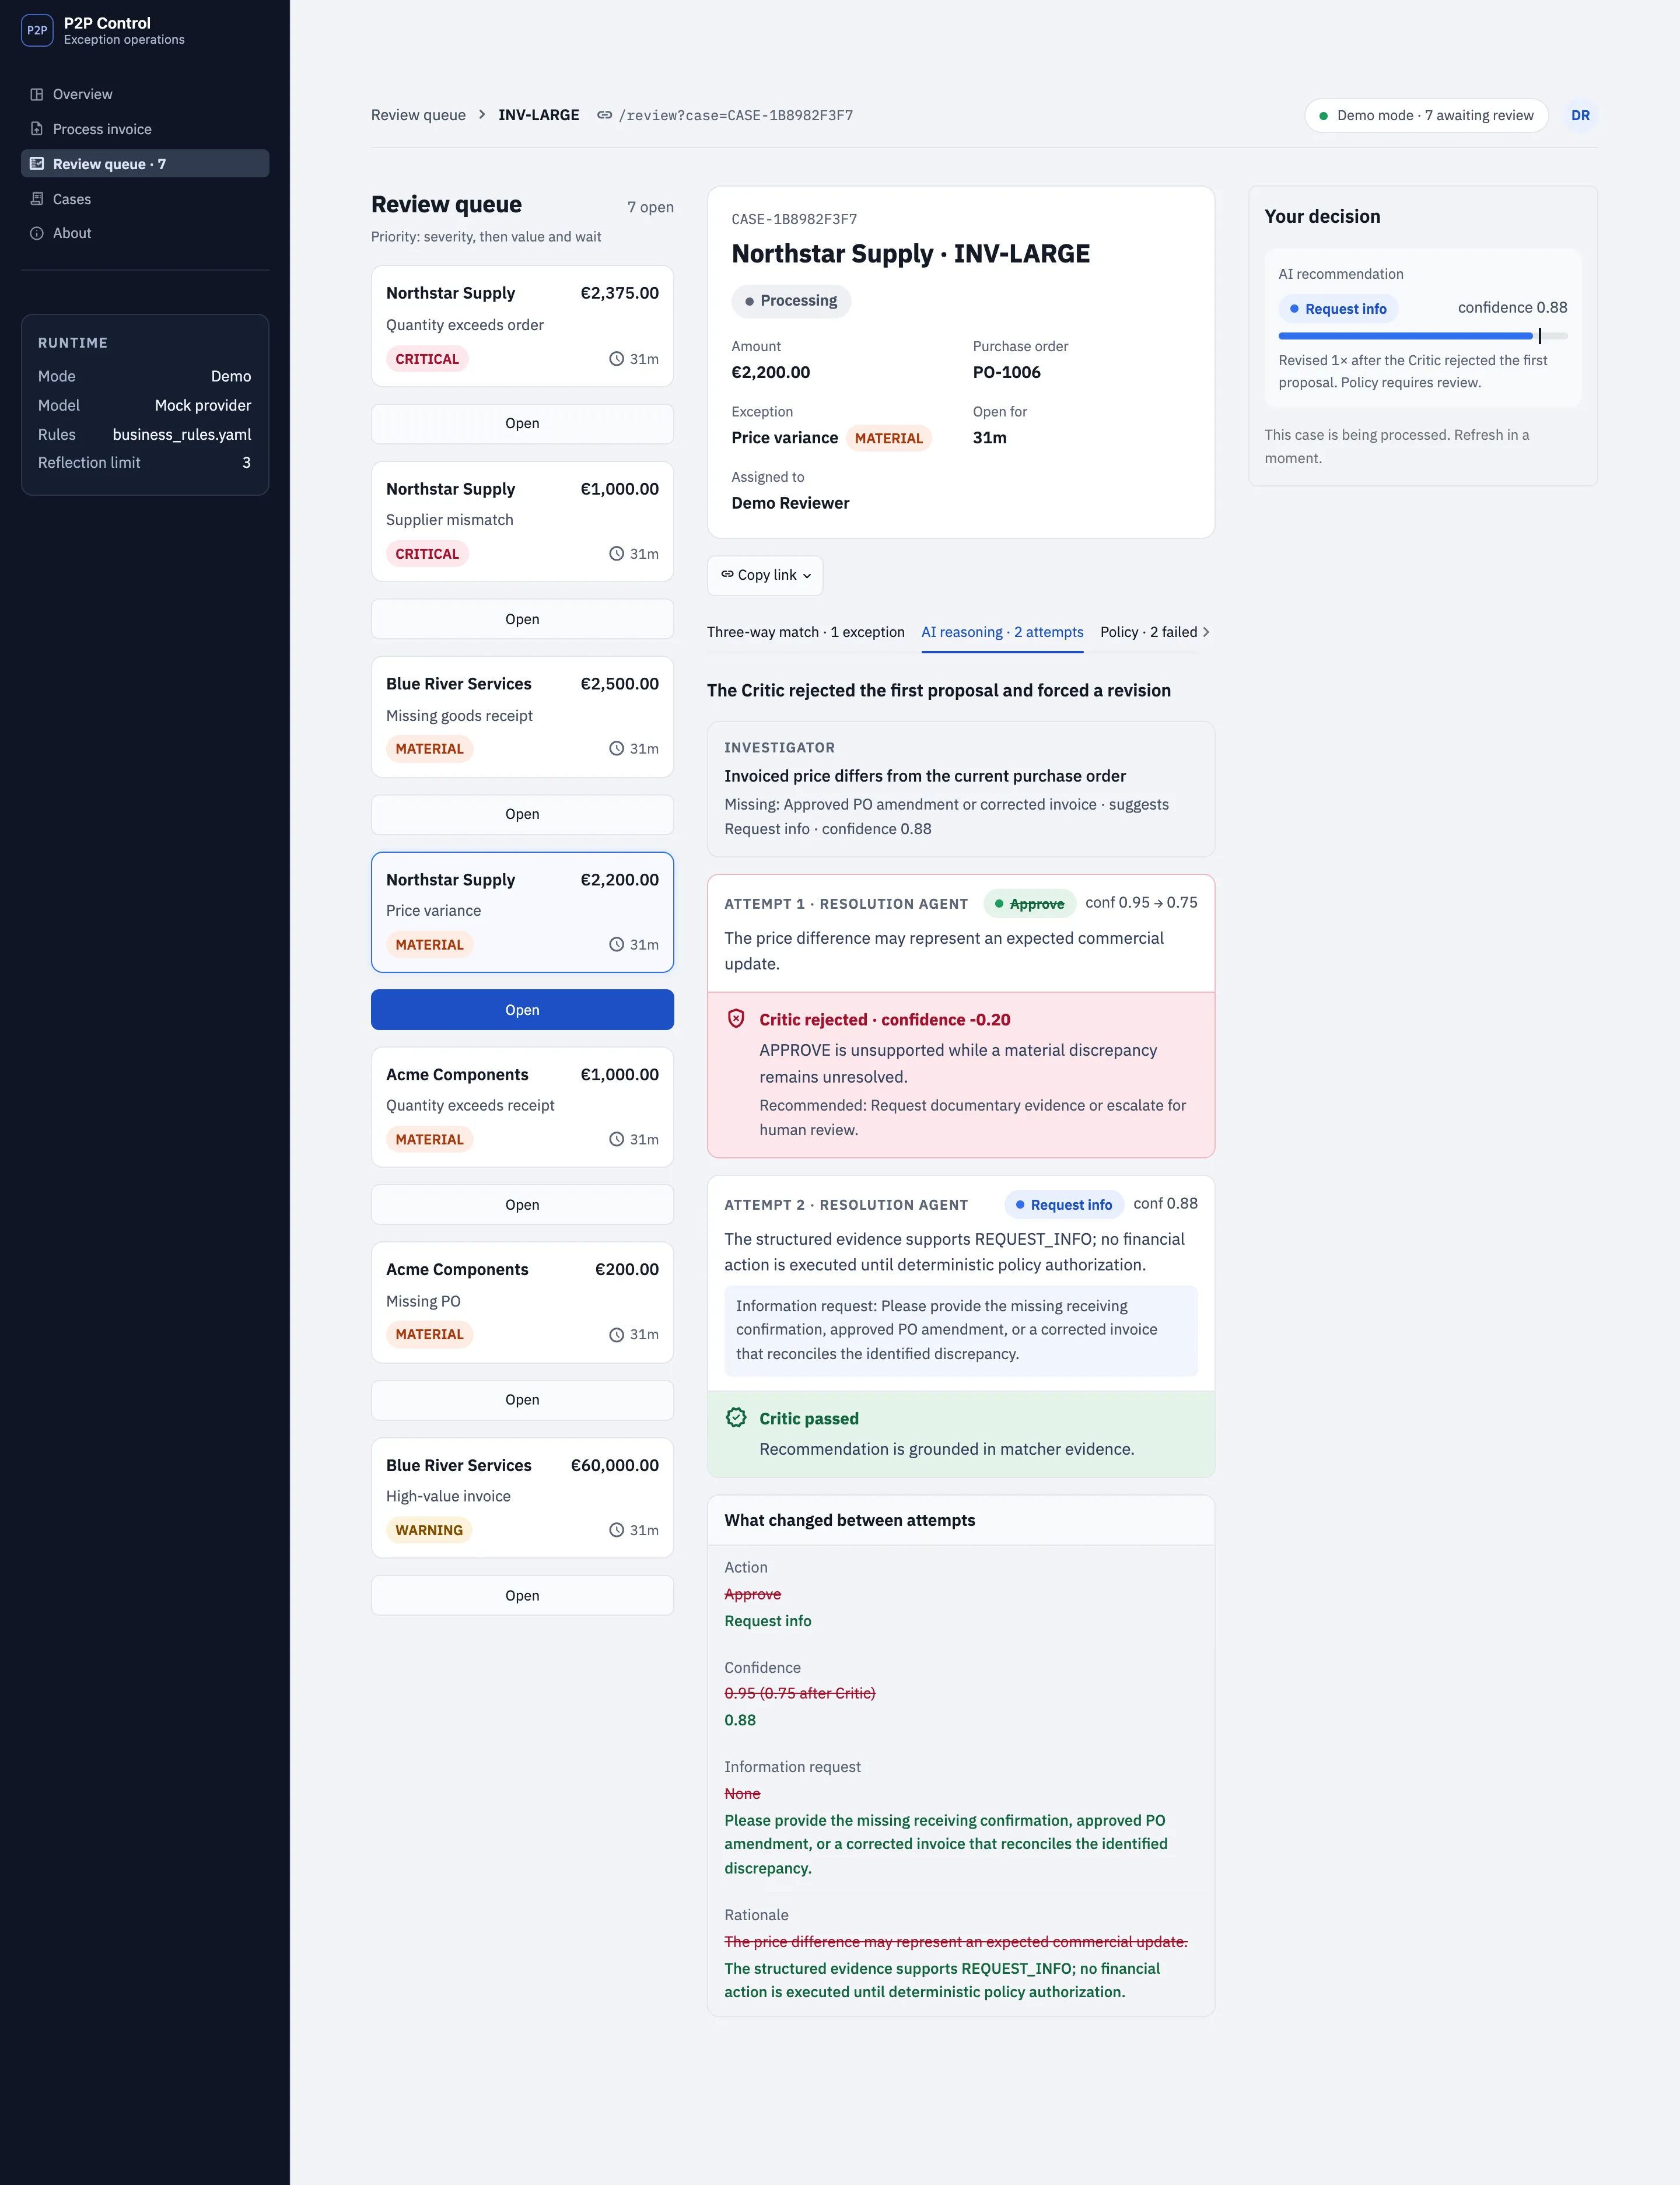 P2P
P2P Control
Exception operations
Overview
Process invoice
Review queue · 7
Cases
About
RUNTIME
Mode Demo
Model Mock provider
Rules business_rules.yaml
Reflection limit 3
Review queue > INV-LARGE /review?case=CASE-1B8982F3F7
Demo mode · 7 awaiting review
DR
Review queue 7 open
Priority: severity, then value and wait
Northstar Supply €2,375.00
Quantity exceeds order
CRITICAL 31m
Open
Northstar Supply €1,000.00
Supplier mismatch
CRITICAL 31m
Open
Blue River Services €2,500.00
Missing goods receipt
MATERIAL 31m
Open
Northstar Supply €2,200.00
Price variance
MATERIAL 31m
Open
Acme Components €1,000.00
Quantity exceeds receipt
MATERIAL 31m
Open
Acme Components €200.00
Missing PO
MATERIAL 31m
Open
Blue River Services €60,000.00
High-value invoice
WARNING 31m
Open
CASE-1B8982F3F7
Northstar Supply · INV-LARGE
Processing
Amount Purchase order
€2,200.00 PO-1006
Exception Open for
Price variance MATERIAL 31m
Assigned to
Demo Reviewer
Copy link
Three-way match · 1 exception AI reasoning · 2 attempts Policy · 2 failed
The Critic rejected the first proposal and forced a revision
INVESTIGATOR
Invoiced price differs from the current purchase order
Missing: Approved PO amendment or corrected invoice · suggests
Request info · confidence 0.88
ATTEMPT 1 · RESOLUTION AGENT Approve conf 0.95 → 0.75
The price difference may represent an expected commercial
update.
Critic rejected · confidence -0.20
APPROVE is unsupported while a material discrepancy
remains unresolved.
Recommended: Request documentary evidence or escalate for
human review.
ATTEMPT 2 · RESOLUTION AGENT Request info conf 0.88
The structured evidence supports REQUEST_INFO; no financial
action is executed until deterministic policy authorization.
Information request: Please provide the missing receiving
confirmation, approved PO amendment, or a corrected invoice
that reconciles the identified discrepancy.
Critic passed
Recommendation is grounded in matcher evidence.
What changed between attempts
Action
Approve
Request info
Confidence
0.95 (0.75 after Critic)
0.88
Information request
None
Please provide the missing receiving confirmation, approved PO
amendment, or a corrected invoice that reconciles the identified
discrepancy.
Rationale
The price difference may represent an expected commercial update.
The structured evidence supports REQUEST_INFO; no financial
action is executed until deterministic policy authorization.
Your decision
AI recommendation
Request info confidence 0.88
Revised 1× after the Critic rejected the first
proposal. Policy requires review.
This case is being processed. Refresh in a
moment.